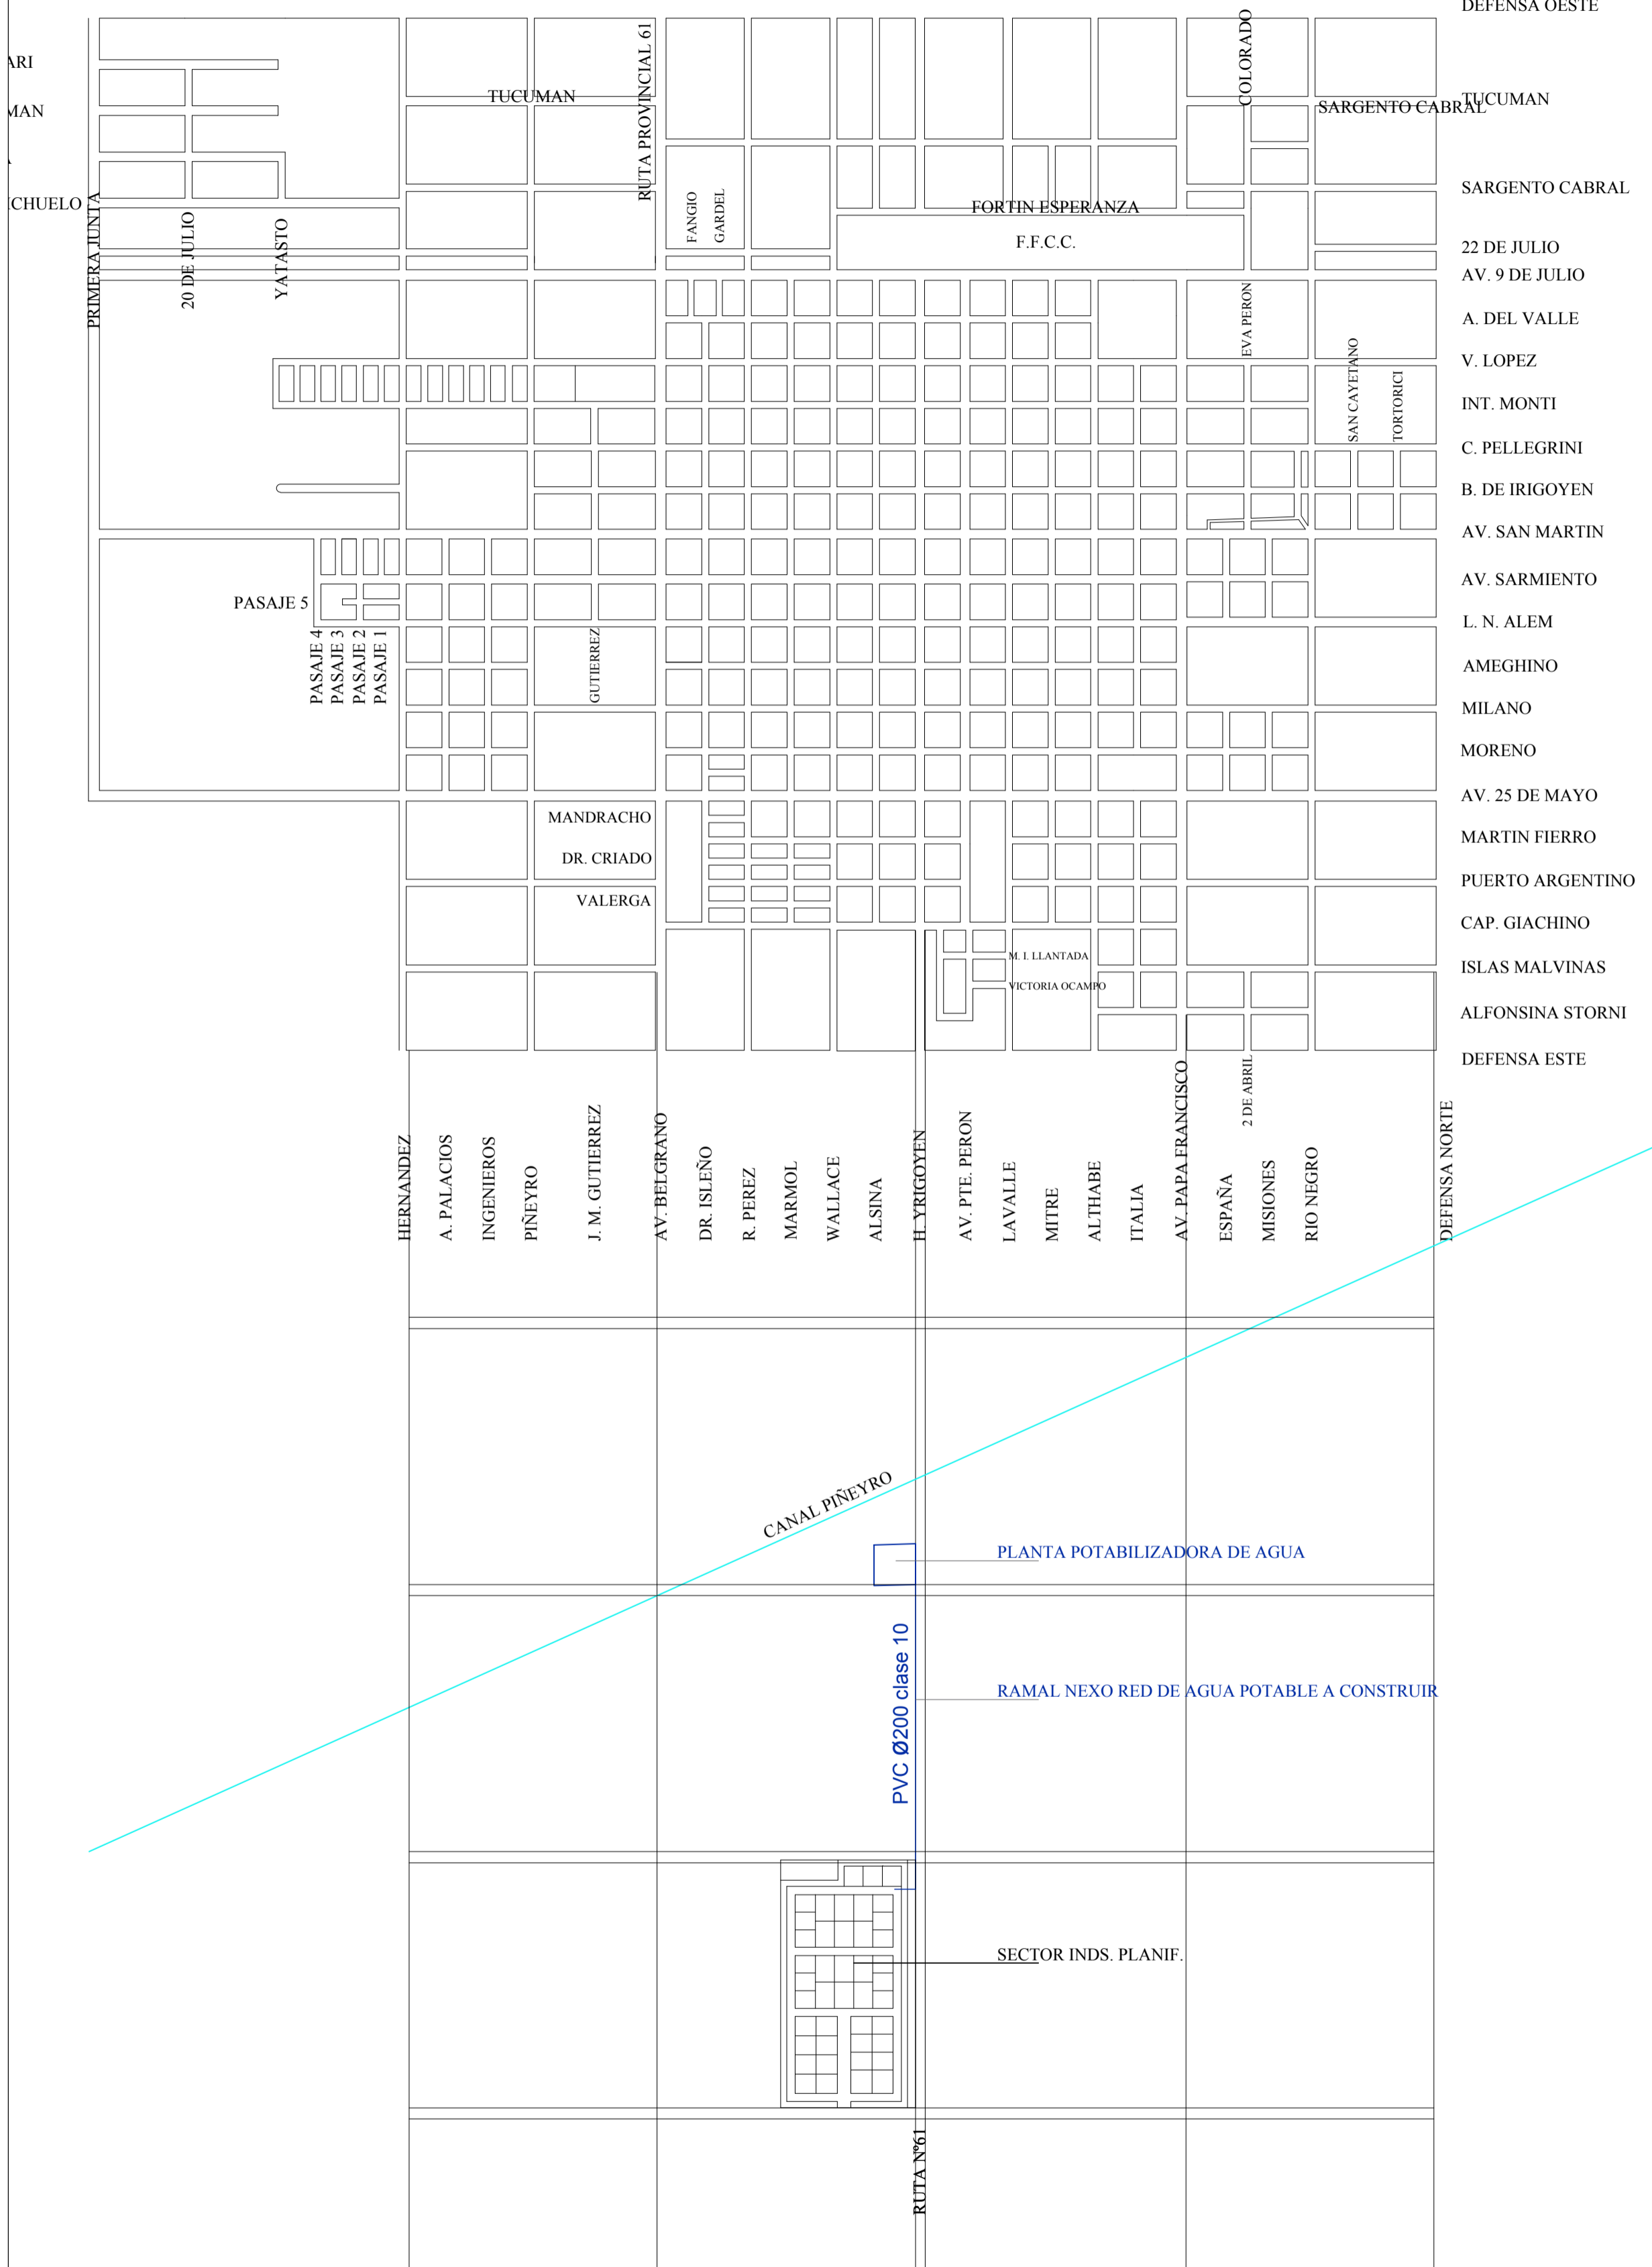 DEFENSA OESTE
ARI
MAN
CHUELO
TUCUMAN
RUTA PROVINCIAL 61
COLORADO
SARGENTO CABRAL
TUCUMAN
PRIMERA JUNTA
20 DE JULIO
YATASTO
FANGIO
GARDEL
FORTIN ESPERANZA
F.F.C.C.
SARGENTO CABRAL
22 DE JULIO
AV. 9 DE JULIO
EVA PERON
A. DEL VALLE
SAN CAYETANO
TORTORICI
V. LOPEZ
INT. MONTI
C. PELLEGRINI
B. DE IRIGOYEN
AV. SAN MARTIN
AV. SARMIENTO
PASAJE 5
L. N. ALEM
PASAJE 4
PASAJE 3
PASAJE 2
PASAJE 1
GUTIERREZ
AMEGHINO
MILANO
MORENO
AV. 25 DE MAYO
MANDRACHO
MARTIN FIERRO
DR. CRIADO
PUERTO ARGENTINO
VALERGA
CAP. GIACHINO
M. I. LLANTADA
ISLAS MALVINAS
VICTORIA OCAMPO
ALFONSINA STORNI
DEFENSA ESTE
HERNANDEZ
A. PALACIOS
INGENIEROS
PIÑEYRO
J. M. GUTIERREZ
AV. BELGRANO
DR. ISLEÑO
R. PEREZ
MARMOL
WALLACE
ALSINA
H. YRIGOYEN
AV. PTE. PERON
LAVALLE
MITRE
ALTHABE
ITALIA
AV. PAPA FRANCISCO
ESPAÑA
2 DE ABRIL
MISIONES
RIO NEGRO
DEFENSA NORTE
CANAL PIÑEYRO
PLANTA POTABILIZADORA DE AGUA
PVC Ø200 clase 10
RAMAL NEXO RED DE AGUA POTABLE A CONSTRUIR
SECTOR INDS. PLANIF.
RUTA Nº61